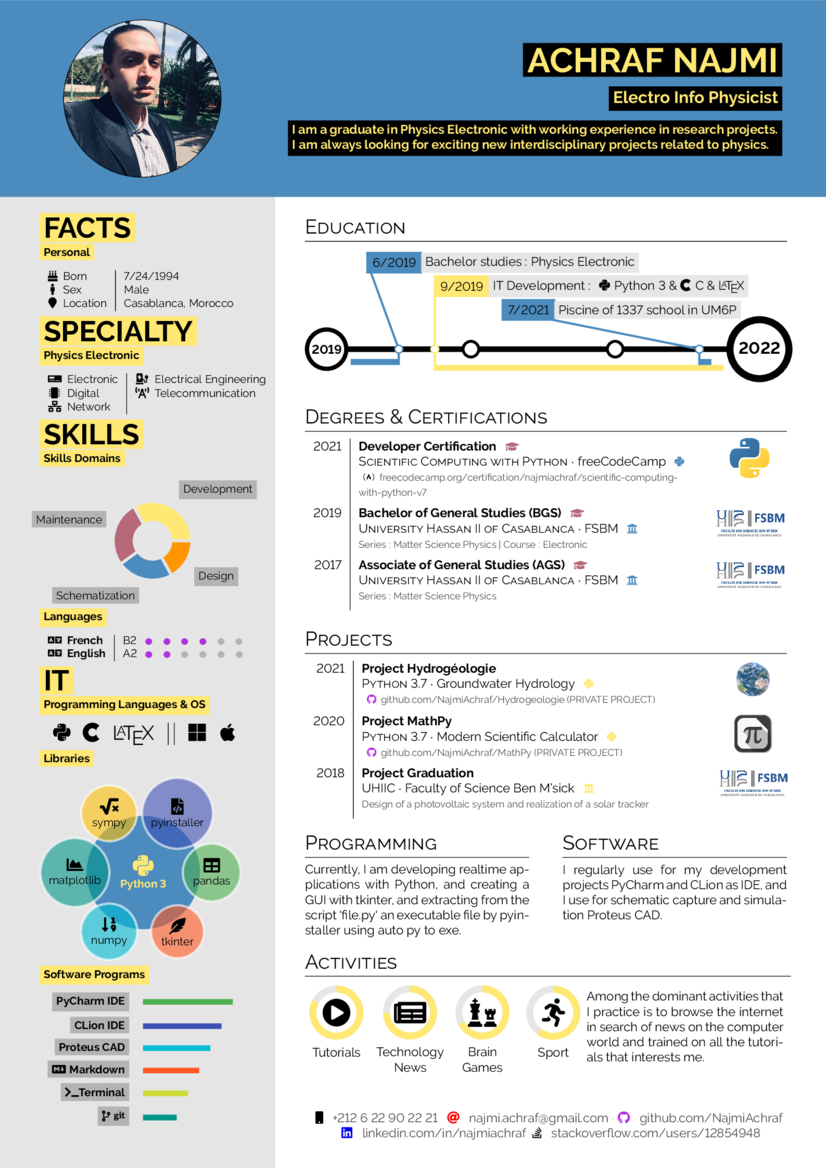 ACHRAF NAJMI
Electro Info Physicist
I am a graduate in Physics Electronic with working experience in research projects.
I am always looking for exciting new interdisciplinary projects related to physics.
FACTS
Personal
Born 7/24/1994
Sex Male
Location Casablanca, Morocco
SPECIALTY
Physics Electronic
Electronic Electrical Engineering
Digital Telecommunication
Network
SKILLS
Skills Domains
Development
Maintenance
Design
Schematization
Languages
French B2
English A2
IT
Programming Languages & OS
LATEX
Libraries
sympy
pyinstaller
matplotlib
Python 3
pandas
numpy
tkinter
Software Programs
PyCharm IDE
CLion IDE
Proteus CAD
Markdown
>_Terminal
git
EDUCATION
6/2019 Bachelor studies : Physics Electronic
9/2019 IT Development : Python 3 & C C & LATEX
7/2021 Piscine of 1337 school in UM6P
2019
2022
DEGREES & CERTIFICATIONS
2021 Developer Certification
SCIENTIFIC COMPUTING WITH PYTHON · freeCodeCamp
freecodecamp.org/certification/najmiachraf/scientific-computing-
with-python-v7
2019 Bachelor of General Studies (BGS)
UNIVERSITY HASSAN II OF CASABLANCA · FSBM
Series : Matter Science Physics | Course : Electronic
FSBM
2017 Associate of General Studies (AGS)
UNIVERSITY HASSAN II OF CASABLANCA · FSBM
Series : Matter Science Physics
FSBM
PROJECTS
2021 Project Hydrogéologie
PYTHON 3.7 · Groundwater Hydrology
github.com/NajmiAchraf/Hydrogeologie (PRIVATE PROJECT)
2020 Project MathPy
PYTHON 3.7 · Modern Scientific Calculator
github.com/NajmiAchraf/MathPy (PRIVATE PROJECT)
π
2018 Project Graduation
UHIIC · Faculty of Science Ben M'sick
Design of a photovoltaic system and realization of a solar tracker
FSBM
PROGRAMMING
Currently, I am developing realtime ap-
plications with Python, and creating a
GUI with tkinter, and extracting from the
script 'file.py' an executable file by pyin-
staller using auto py to exe.
SOFTWARE
I regularly use for my development
projects PyCharm and CLion as IDE, and
I use for schematic capture and simula-
tion Proteus CAD.
ACTIVITIES
Tutorials
Technology
News
Brain
Games
Sport
Among the dominant activities that
I practice is to browse the internet
in search of news on the computer
world and trained on all the tutori-
als that interests me.
+212 6 22 90 22 21 najmi.achraf@gmail.com github.com/NajmiAchraf
linkedin.com/in/najmiachraf stackoverflow.com/users/12854948